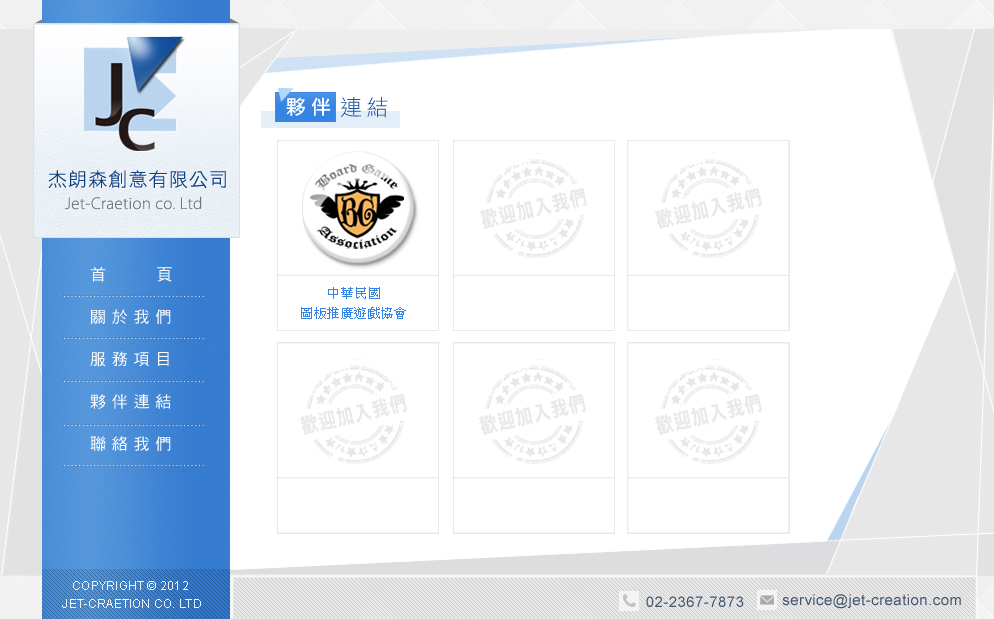 JC
杰朗森創意有限公司
Jet-Craetion co. Ltd
首 頁
關於我們
服務項目
夥伴連結
聯絡我們
COPYRIGHT © 2012
JET-CRAETION CO. LTD
夥伴連結
Board Game
BG
Association
中華民國
圖板推廣遊戲協會
歡迎加入我們
歡迎加入我們
歡迎加入我們
歡迎加入我們
歡迎加入我們
02-2367-7873
service@jet-creation.com